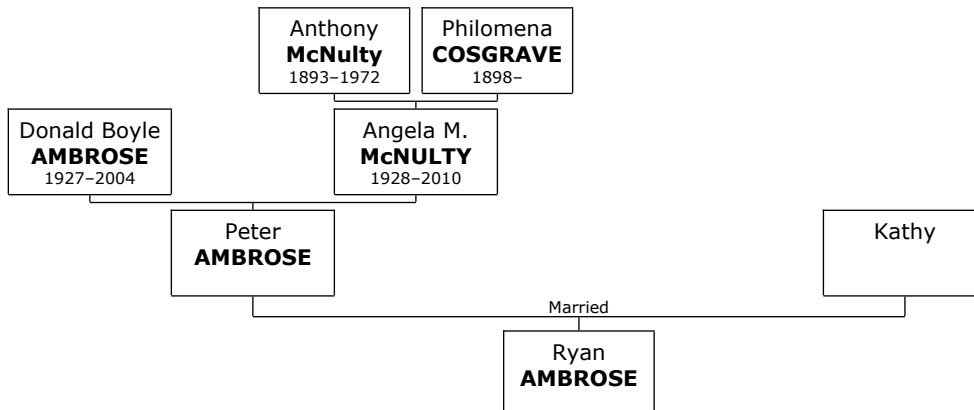 Anthony
McNulty
1893–1972
Philomena
COSGRAVE
1898–
Donald Boyle
AMBROSE
1927–2004
Angela M.
McNULTY
1928–2010
Peter
AMBROSE
Kathy
Married
Ryan
AMBROSE